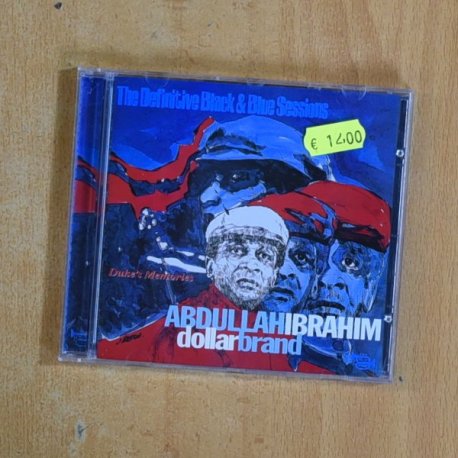 The Definitive Black & Blue Sessions
€ 12,00
Duke's Memories
ABDULLAHIBRAHIM
dollarbrand